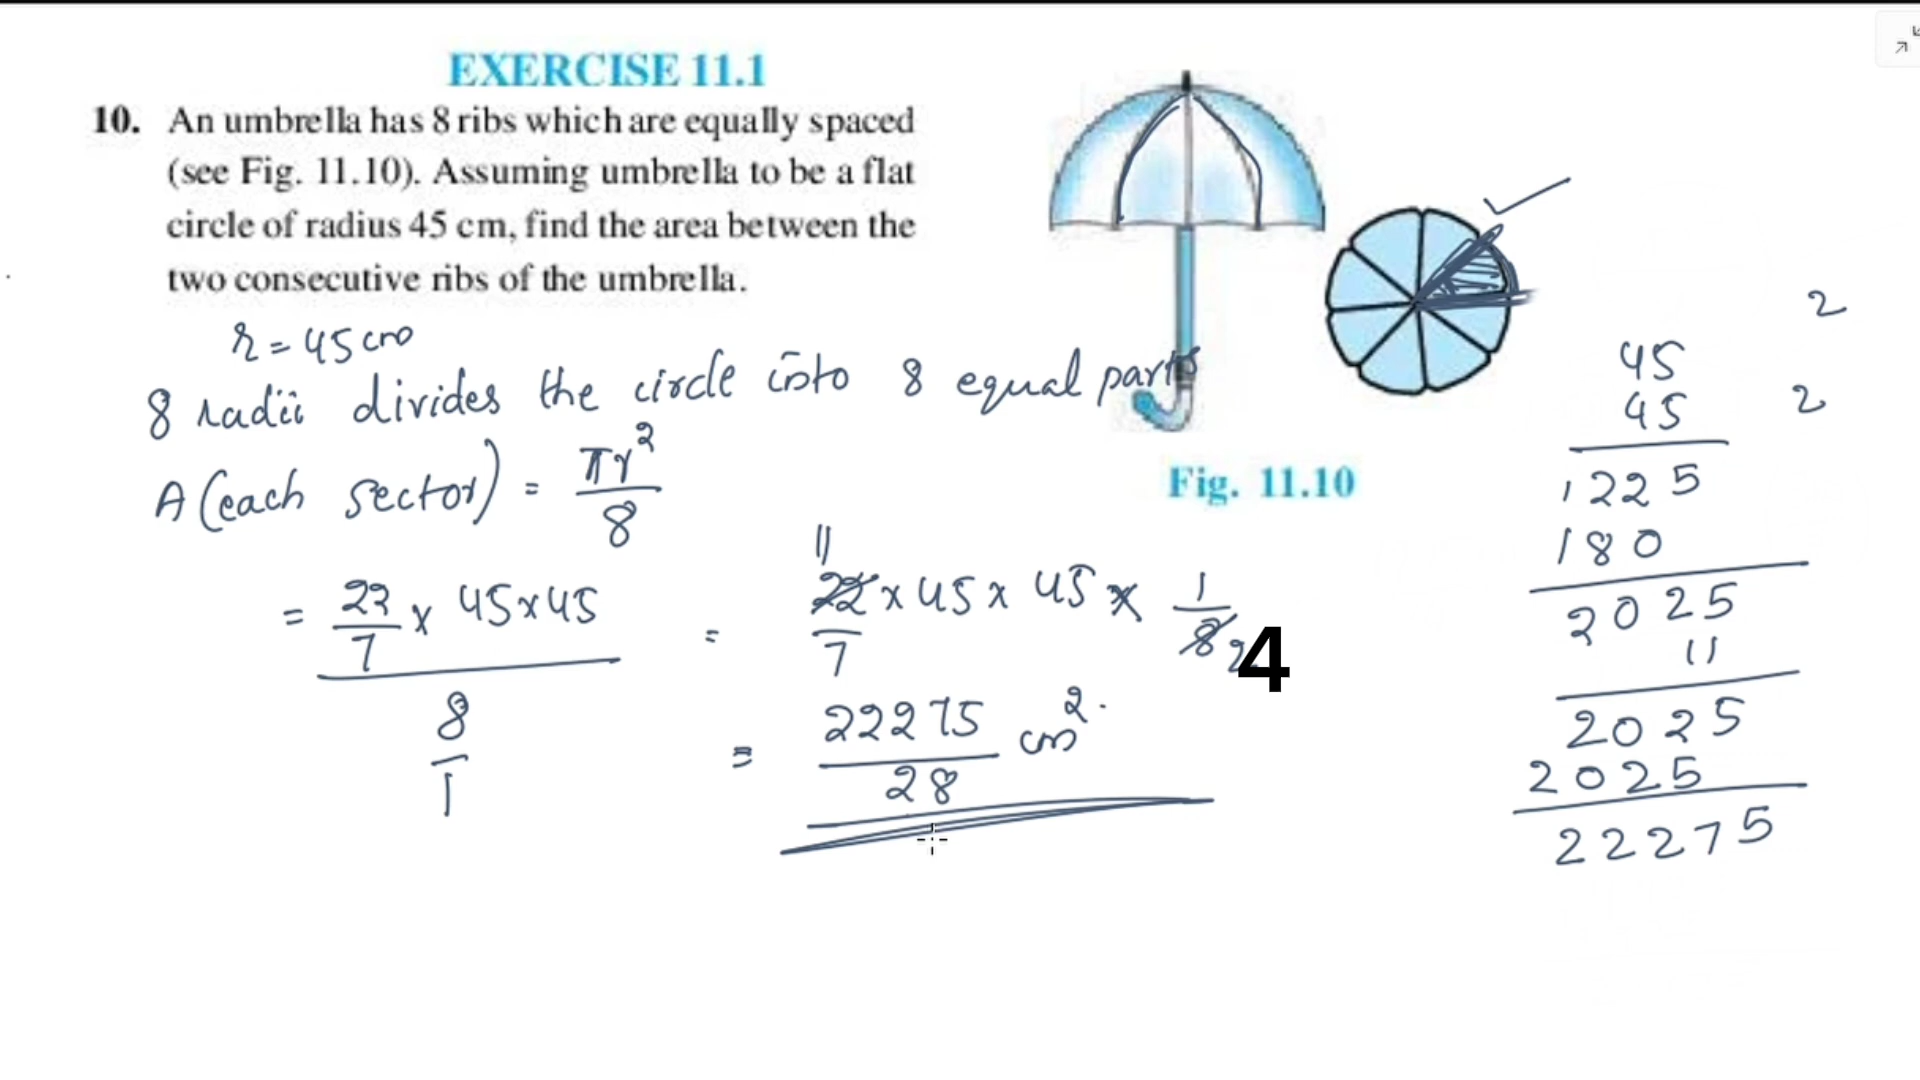 EXERCISE 11.1
10. An umbrella has 8 ribs which are equally spaced
(see Fig. 11.10). Assuming umbrella to be a flat
circle of radius 45 cm, find the area between the
two consecutive ribs of the umbrella.
r = 45 cm
8 radii divides the circle into 8 equal parts
A (each sector) = πr²
8
Fig. 11.10
= 22/7 × 45×45
8
1
= 11
22/7 × 45 × 45 × 1/8 2
4
= 22275 cm².
28
2
45
45 2
1225
180
2025
11
2025
2025
22275